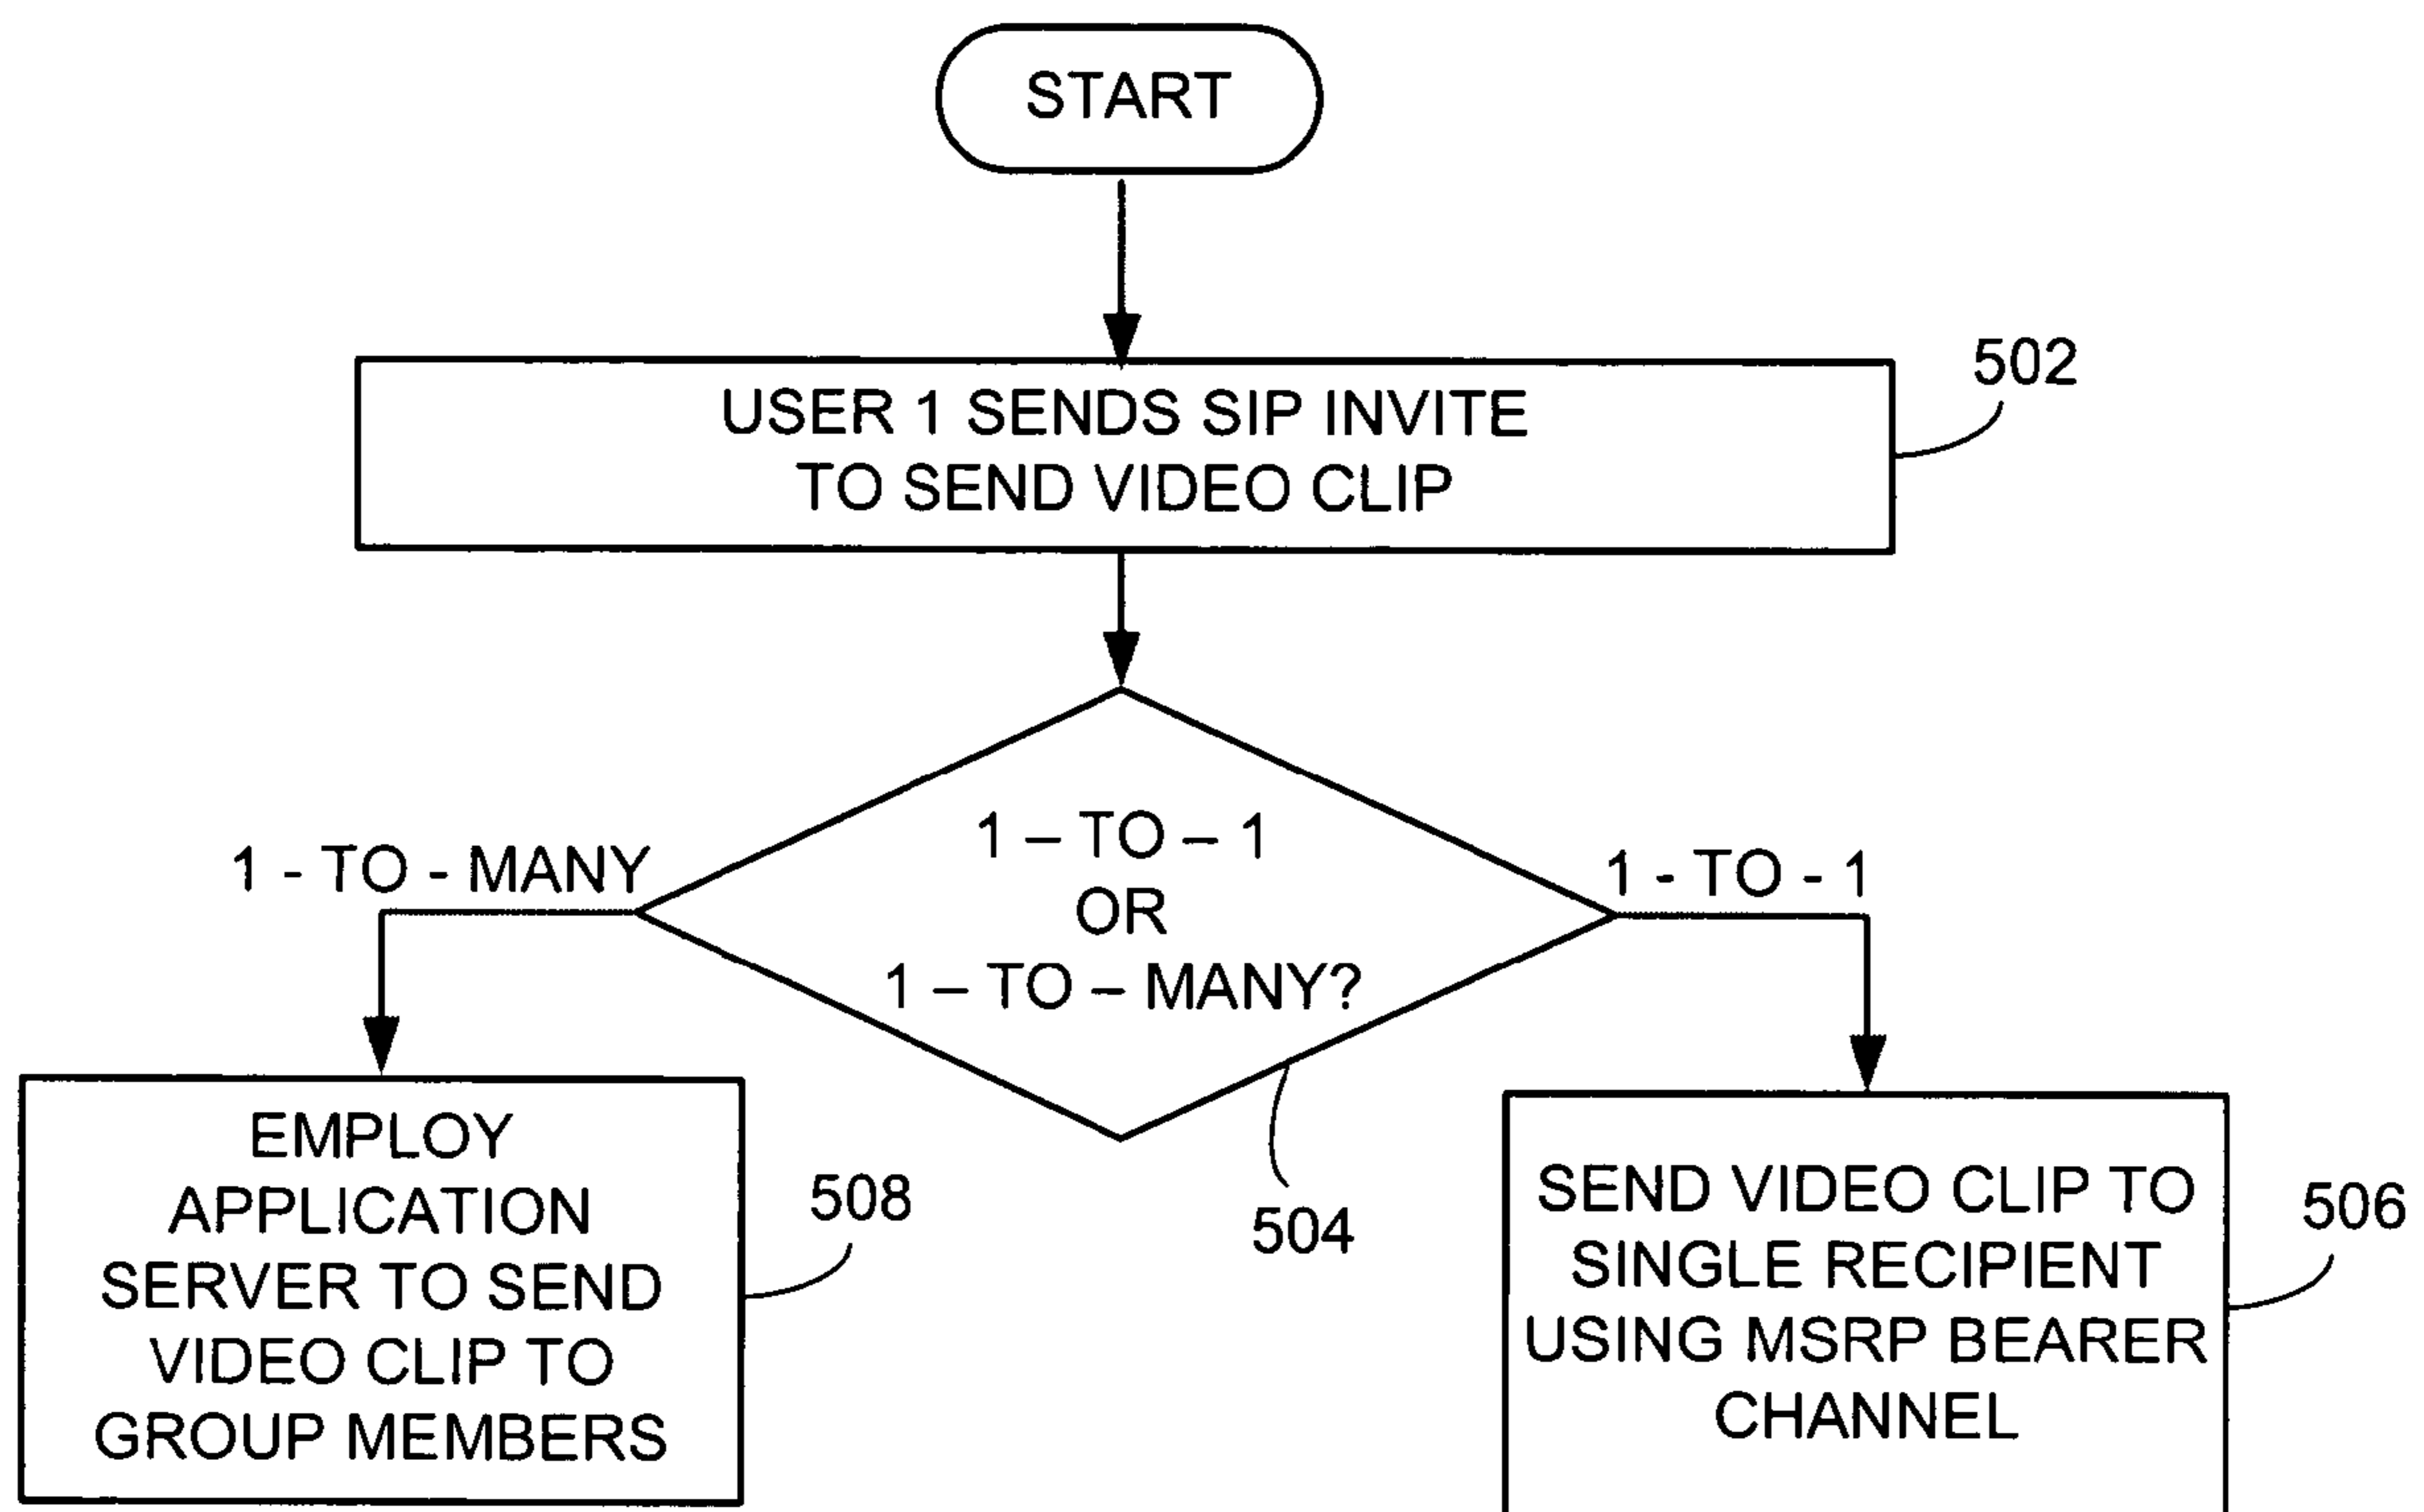 START
USER 1 SENDS SIP INVITE
TO SEND VIDEO CLIP
502
1 – TO – 1
OR
1 – TO – MANY?
504
1 - TO - MANY
1 - TO - 1
EMPLOY
APPLICATION
SERVER TO SEND
VIDEO CLIP TO
GROUP MEMBERS
508
SEND VIDEO CLIP TO
SINGLE RECIPIENT
USING MSRP BEARER
CHANNEL
506